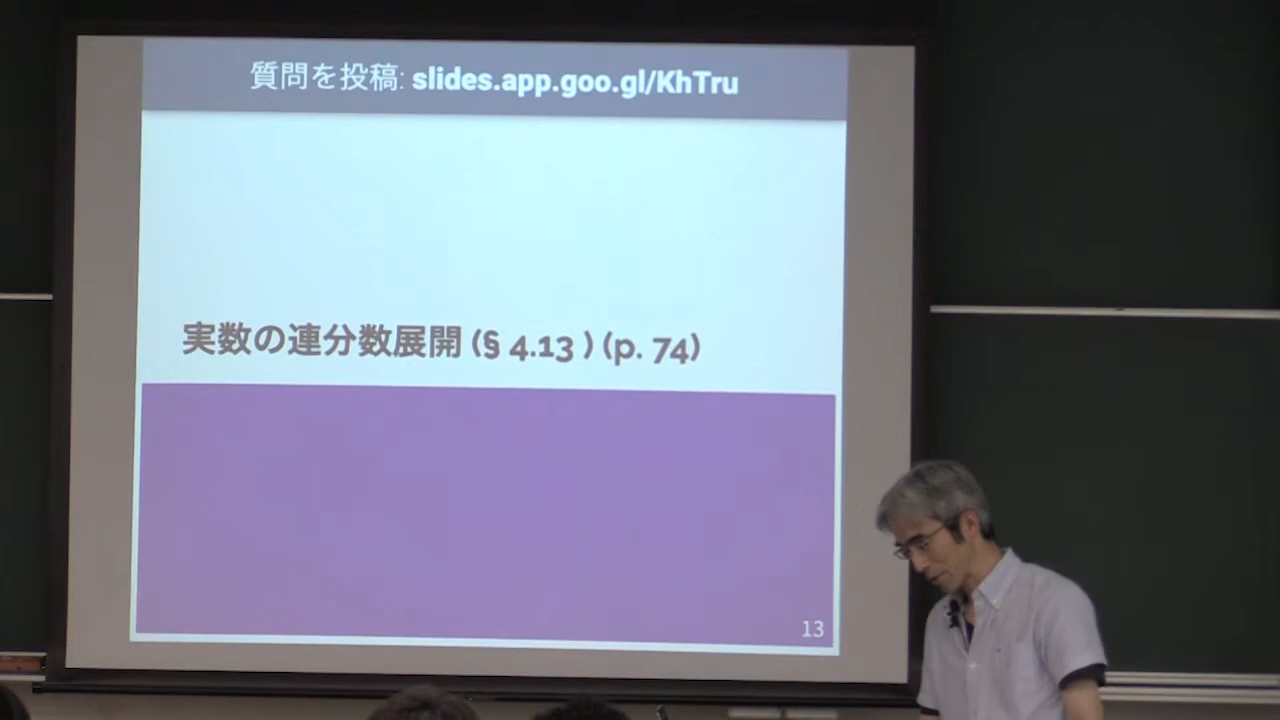 質問を投稿: slides.app.goo.gl/KhTru
実数の連分数展開 (§ 4.13 ) (p. 74)
13